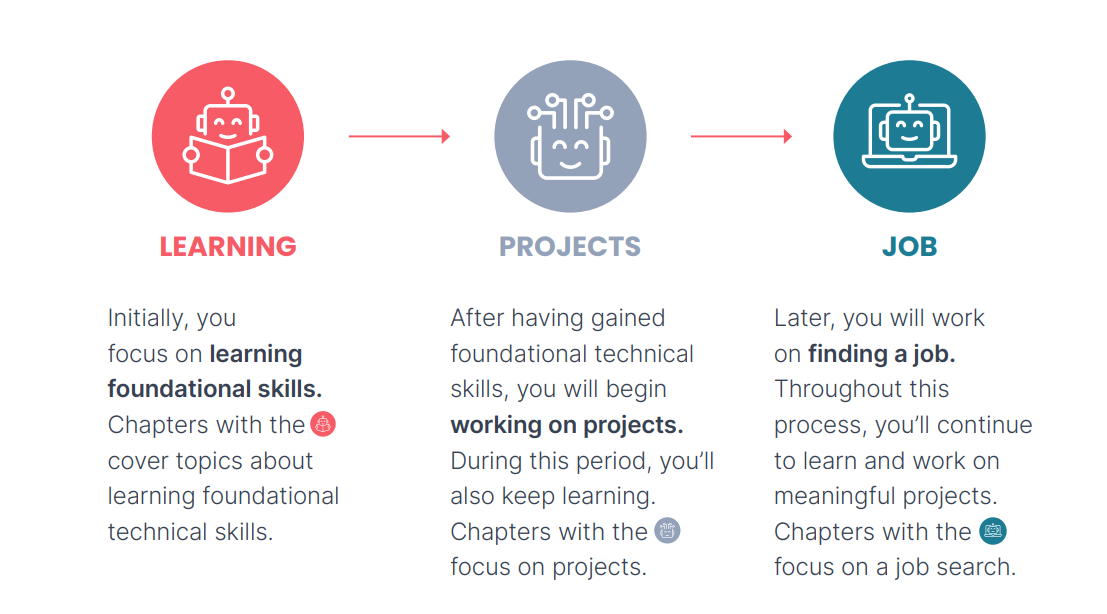 LEARNING
PROJECTS
JOB
Initially, you
focus on learning
foundational skills.
Chapters with the
cover topics about
learning foundational
technical skills.
After having gained
foundational technical
skills, you will begin
working on projects.
During this period, you’ll
also keep learning.
Chapters with the
focus on projects.
Later, you will work
on finding a job.
Throughout this
process, you’ll continue
to learn and work on
meaningful projects.
Chapters with the
focus on a job search.